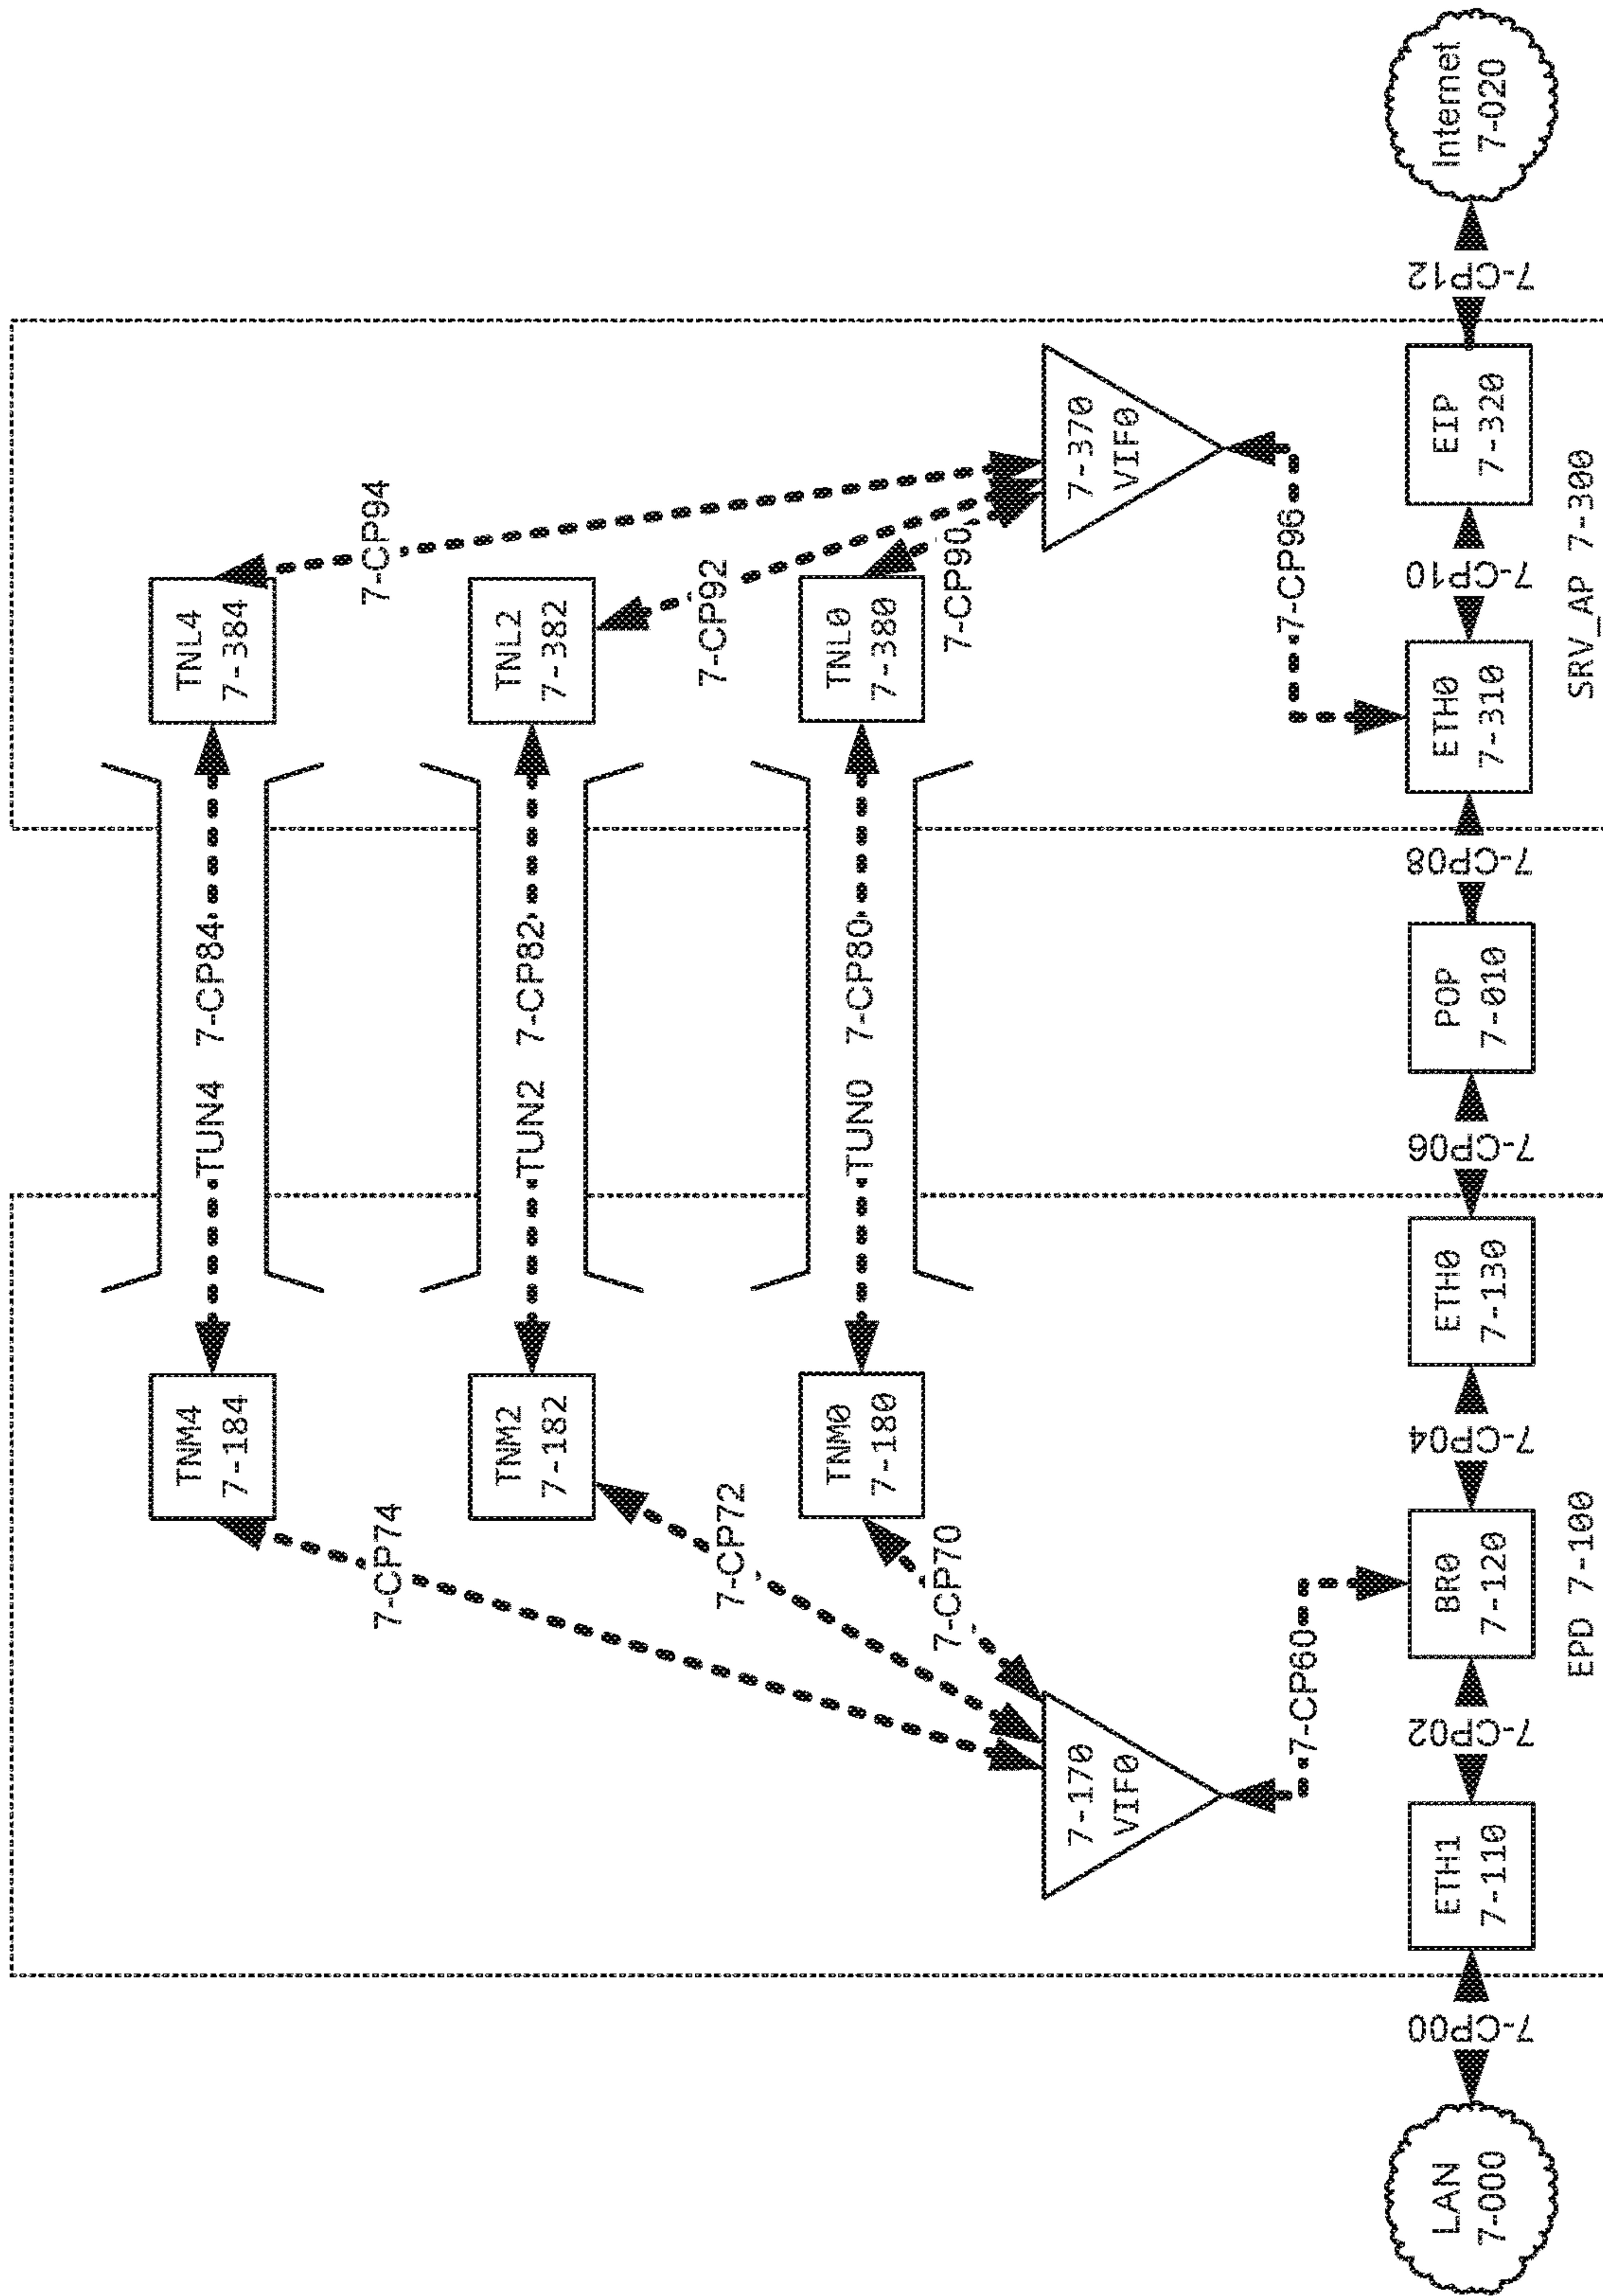 TNM4
7-184
TUN4 7-CP84
TNL4
7-384
7-CP74
7-CP94
TNM2
7-182
TUN2 7-CP82
TNL2
7-382
7-CP72
7-CP92
TNM0
7-180
TUN0 7-CP80
TNL0
7-380
7-CP70
7-CP90
7-170
VIF0
7-370
VIF0
7-CP60
7-CP96
LAN
7-000
7-CP00
ETH1
7-110
7-CP02
BR0
7-120
7-CP04
ETH0
7-130
7-CP06
POP
7-010
7-CP08
ETH0
7-310
7-CP10
EIP
7-320
7-CP12
Internet
7-020
EPD 7-100
SRV_AP 7-300